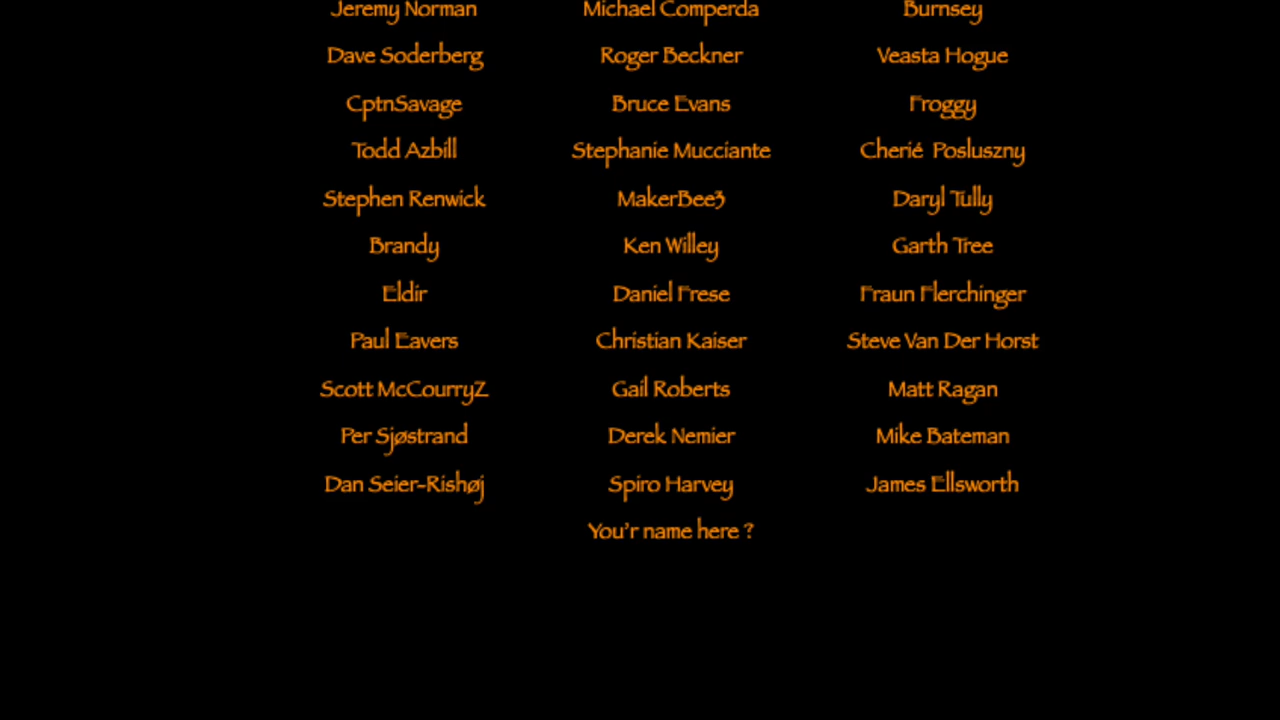 Jeremy Norman Michael Comperda Burnsey
Dave Soderberg Roger Beckner Veasta Hogue
CptnSavage Bruce Evans Froggy
Todd Azbill Stephanie Mucciante Cherié Posluszny
Stephen Renwick MakerBee3 Daryl Tully
Brandy Ken Willey Garth Tree
Eldir Daniel Frese Fraun Flerchinger
Paul Eavers Christian Kaiser Steve Van Der Horst
Scott McCourryZ Gail Roberts Matt Ragan
Per Sjøstrand Derek Nemier Mike Bateman
Dan Seier-Rishøj Spiro Harvey James Ellsworth
You'r name here ?